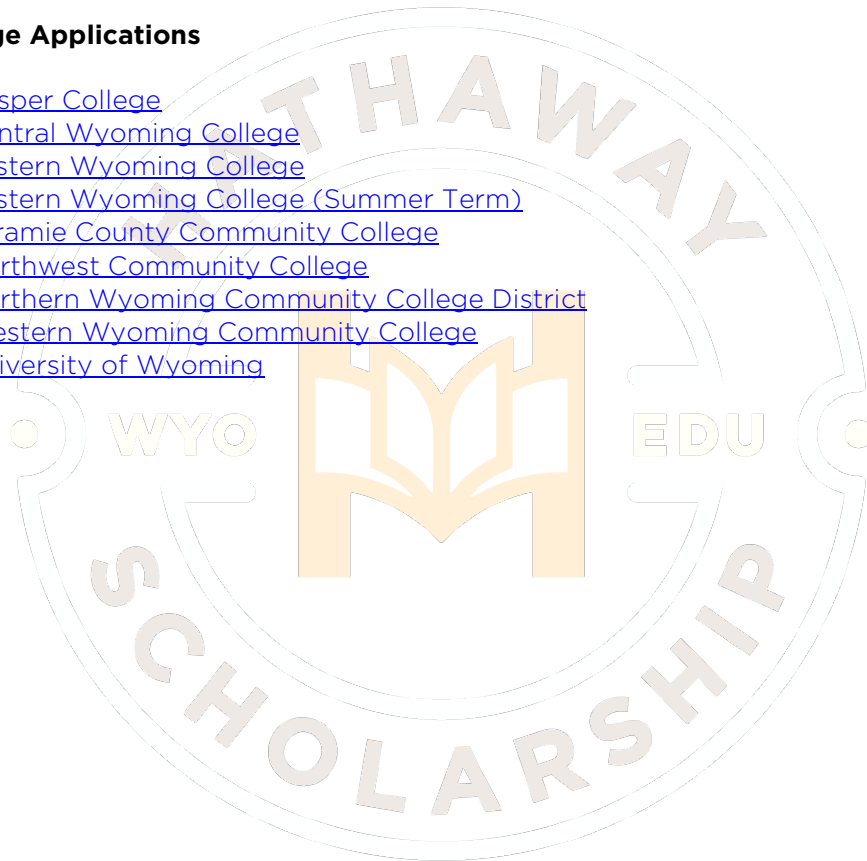 ge Applications
sper College
ntral Wyoming College
stern Wyoming College
stern Wyoming College (Summer Term)
ramie County Community College
rthwest Community College
rthern Wyoming Community College District
estern Wyoming Community College
iversity of Wyoming
HATHAWAY
WYO EDU
SCHOLARSHIP